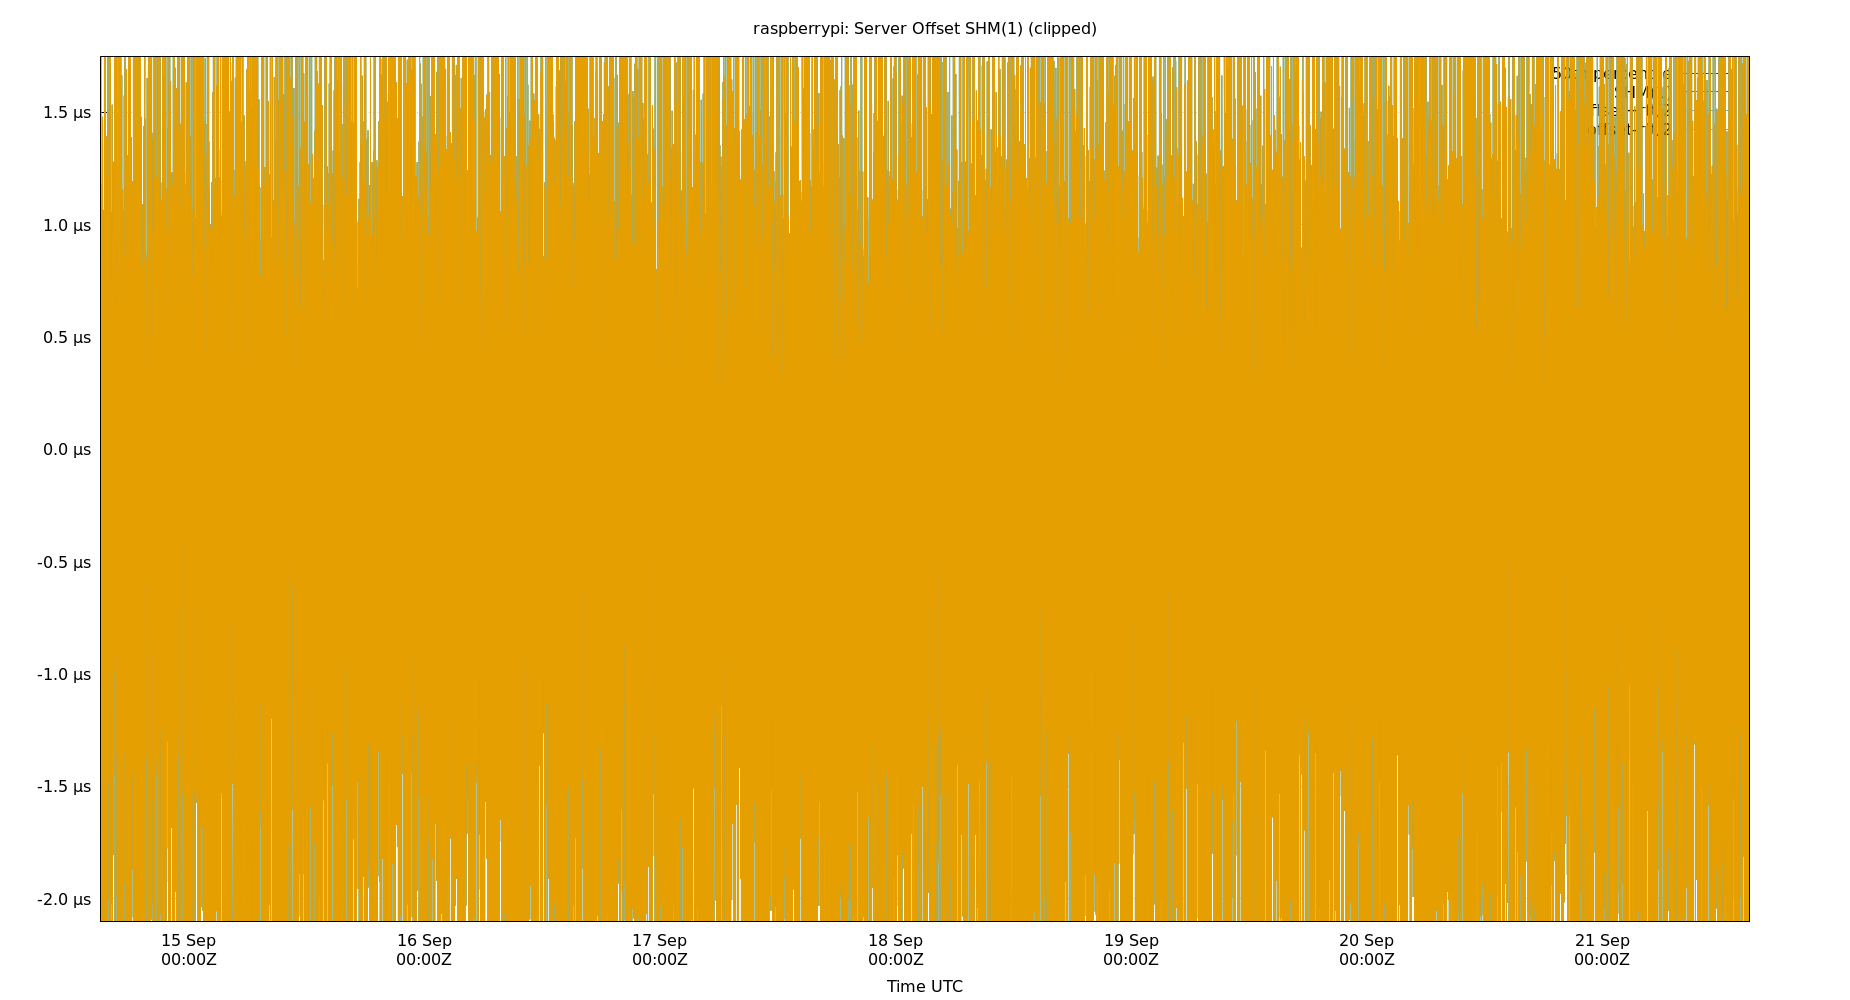 raspberrypi: Server Offset SHM(1) (clipped)
1.5 µs
1.0 µs
0.5 µs
0.0 µs
-0.5 µs
-1.0 µs
-1.5 µs
-2.0 µs
15 Sep 16 Sep 17 Sep 18 Sep 19 Sep 20 Sep 21 Sep
00:00Z 00:00Z 00:00Z 00:00Z 00:00Z 00:00Z 00:00Z
Time UTC